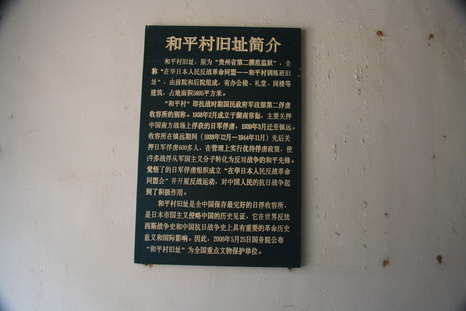 和平村旧址简介
和平村旧址，原为“贵州省第二模范监狱”，全
称“在华日本人民反战革命同盟——和平村训练班旧
址”，由前院和后院组成，有办公楼、礼堂、岗楼等
建筑，占地面积5895平方米。
“和平村”即抗战时期国民政府军政部第二俘虏
收容所的别称。1938年2月成立于湖南常德，主要关押
中国南方战场上俘获的日军俘虏，1939年3月迁至镇远。
收容所在镇远期间（1938年12月—1944年11月）先后关
押日军俘虏600多人，在管理上实行优待俘虏政策，使
许多战俘从军国主义分子转化为反对战争的和平先锋。
觉悟了的日军俘虏组织成立“在华日本人民反战革命
同盟会”并开展反战运动，对中国人民的抗日战争起
到了积极作用。
和平村旧址是全中国保存最完好的日俘收容所，
是日本帝国主义侵略中国的历史见证，它在世界反法
西斯战争史和中国抗日战争史上具有重要的革命历史
意义和国际影响。因此，2006年5月25日国务院公布
“和平村旧址”为全国重点文物保护单位。